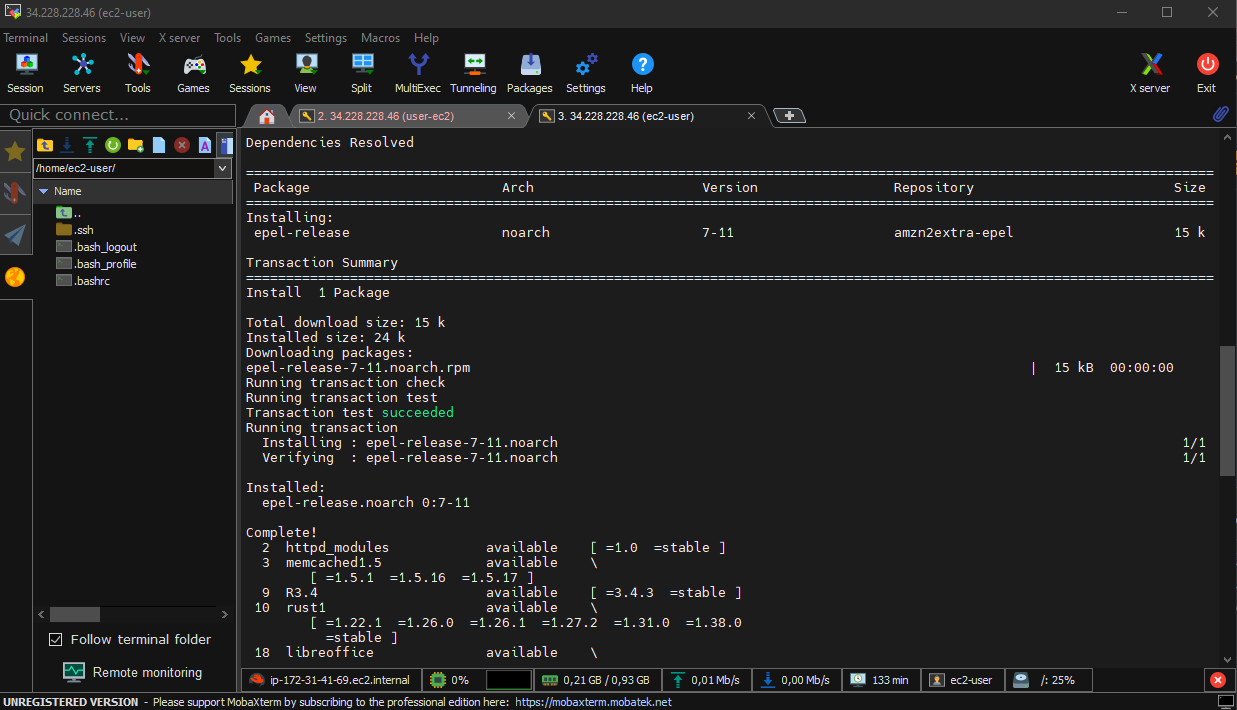 34.228.228.46 (ec2-user)
Terminal Sessions View X server Tools Games Settings Macros Help
Session Servers Tools Games Sessions View Split MultiExec Tunneling Packages Settings Help X server Exit
Quick connect...
2. 34.228.228.46 (user-ec2)
3. 34.228.228.46 (ec2-user)
/home/ec2-user/
Name
..
.ssh
.bash_logout
.bash_profile
.bashrc
Follow terminal folder
Remote monitoring
Dependencies Resolved
================================================================================
Package Arch Version Repository Size
================================================================================
Installing:
epel-release noarch 7-11 amzn2extra-epel 15 k
Transaction Summary
================================================================================
Install 1 Package
Total download size: 15 k
Installed size: 24 k
Downloading packages:
epel-release-7-11.noarch.rpm | 15 kB 00:00:00
Running transaction check
Running transaction test
Transaction test succeeded
Running transaction
Installing : epel-release-7-11.noarch 1/1
Verifying : epel-release-7-11.noarch 1/1
Installed:
epel-release.noarch 0:7-11
Complete!
2 httpd_modules available [ =1.0 =stable ]
3 memcached1.5 available \
[ =1.5.1 =1.5.16 =1.5.17 ]
9 R3.4 available [ =3.4.3 =stable ]
10 rust1 available \
[ =1.22.1 =1.26.0 =1.26.1 =1.27.2 =1.31.0 =1.38.0
=stable ]
18 libreoffice available \
ip-172-31-41-69.ec2.internal 0% 0,21 GB / 0,93 GB 0,01 Mb/s 0,00 Mb/s 133 min ec2-user /: 25%
UNREGISTERED VERSION - Please support MobaXterm by subscribing to the professional edition here: https://mobaxterm.mobatek.net